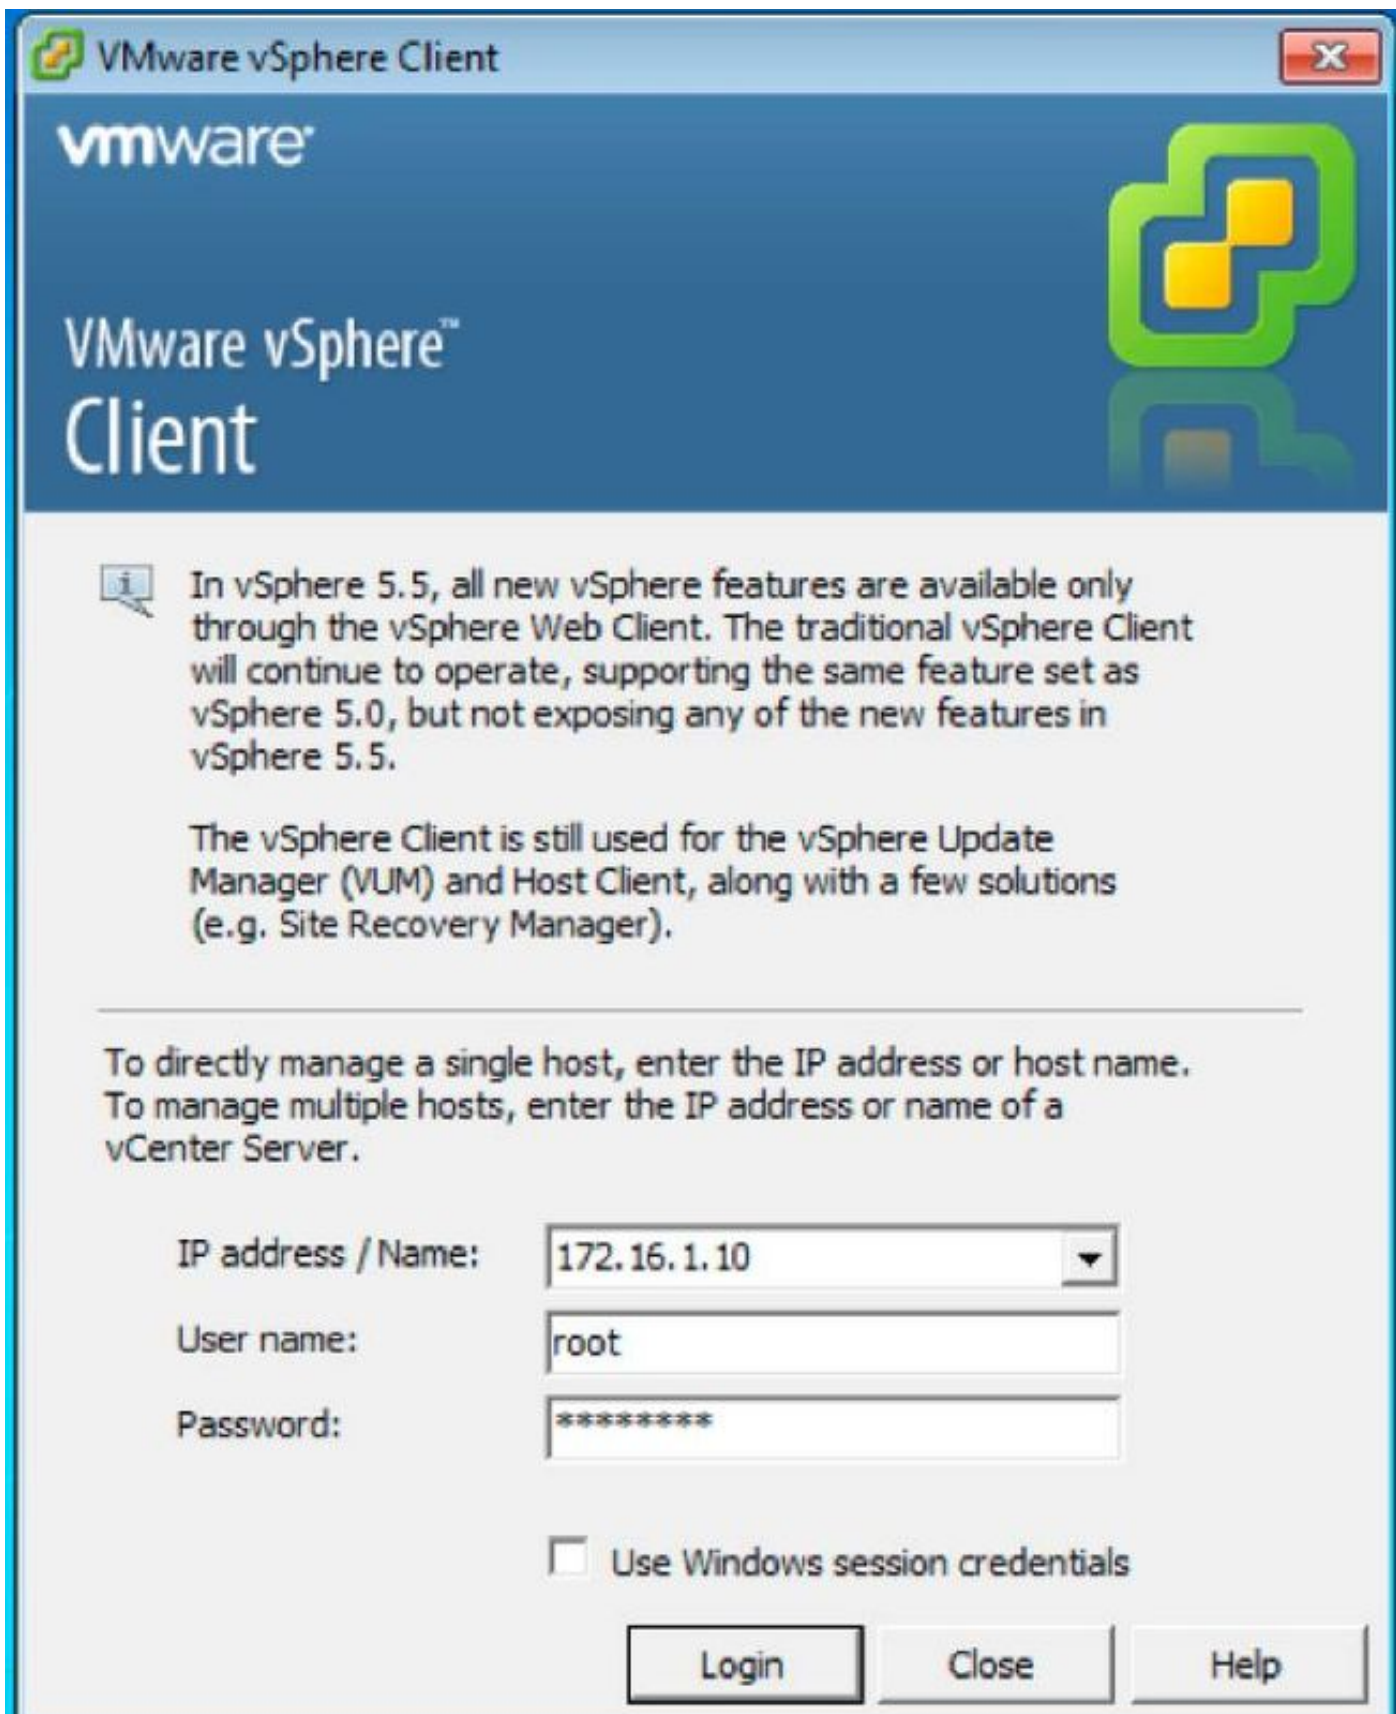 VMware vSphere Client
vmware
VMware vSphere™
Client
In vSphere 5.5, all new vSphere features are available only
through the vSphere Web Client. The traditional vSphere Client
will continue to operate, supporting the same feature set as
vSphere 5.0, but not exposing any of the new features in
vSphere 5.5.
The vSphere Client is still used for the vSphere Update
Manager (VUM) and Host Client, along with a few solutions
(e.g. Site Recovery Manager).
To directly manage a single host, enter the IP address or host name.
To manage multiple hosts, enter the IP address or name of a
vCenter Server.
IP address / Name: 172.16.1.10
User name: root
Password: ********
Use Windows session credentials
Login Close Help